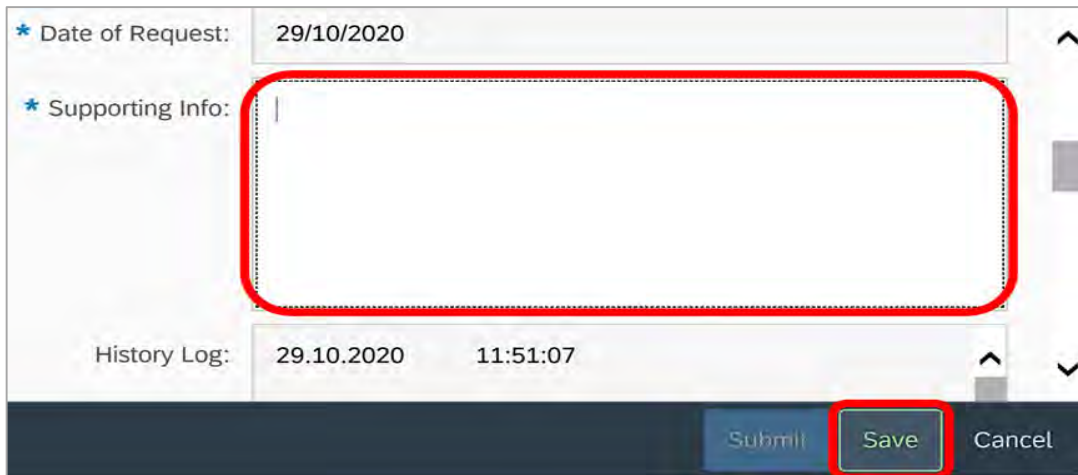 * Date of Request: 29/10/2020
* Supporting Info:
History Log: 29.10.2020 11:51:07
Submit Save Cancel